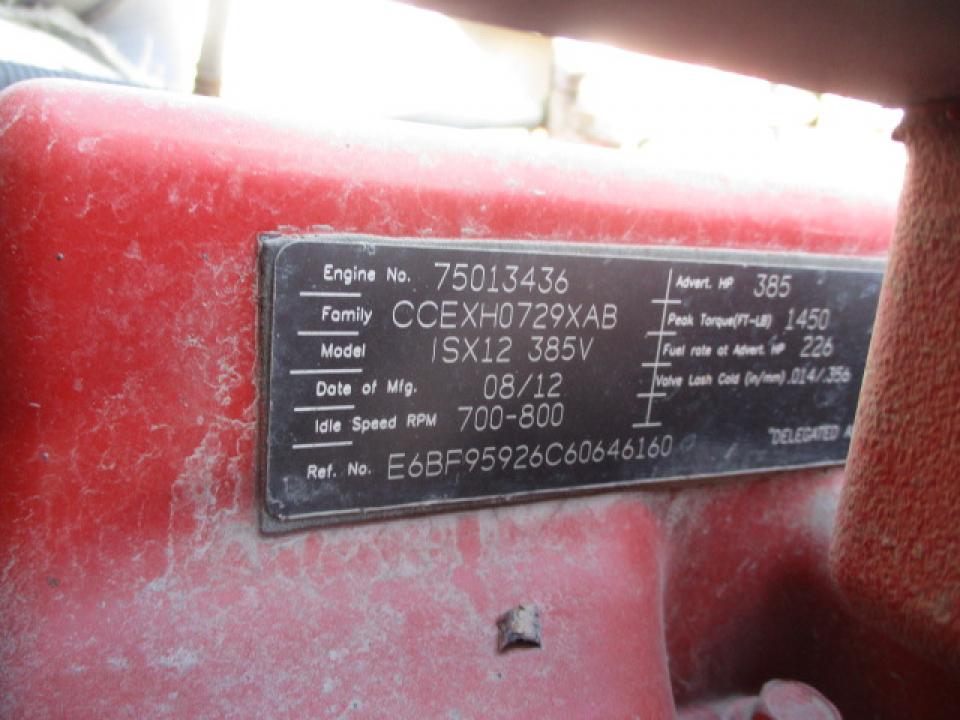 Engine No. 75013436
Family CCEXH0729XAB
Model ISX12 385V
Date of Mfg. 08/12
Idle Speed RPM 700-800
Ref. No. E6BF95926C60646160
Advert. HP 385
Peak Torque(FT-LB) 1450
Fuel rate at Advert. HP 226
Valve Lash Cold (in/mm) .014/.356
"DELEGATED A